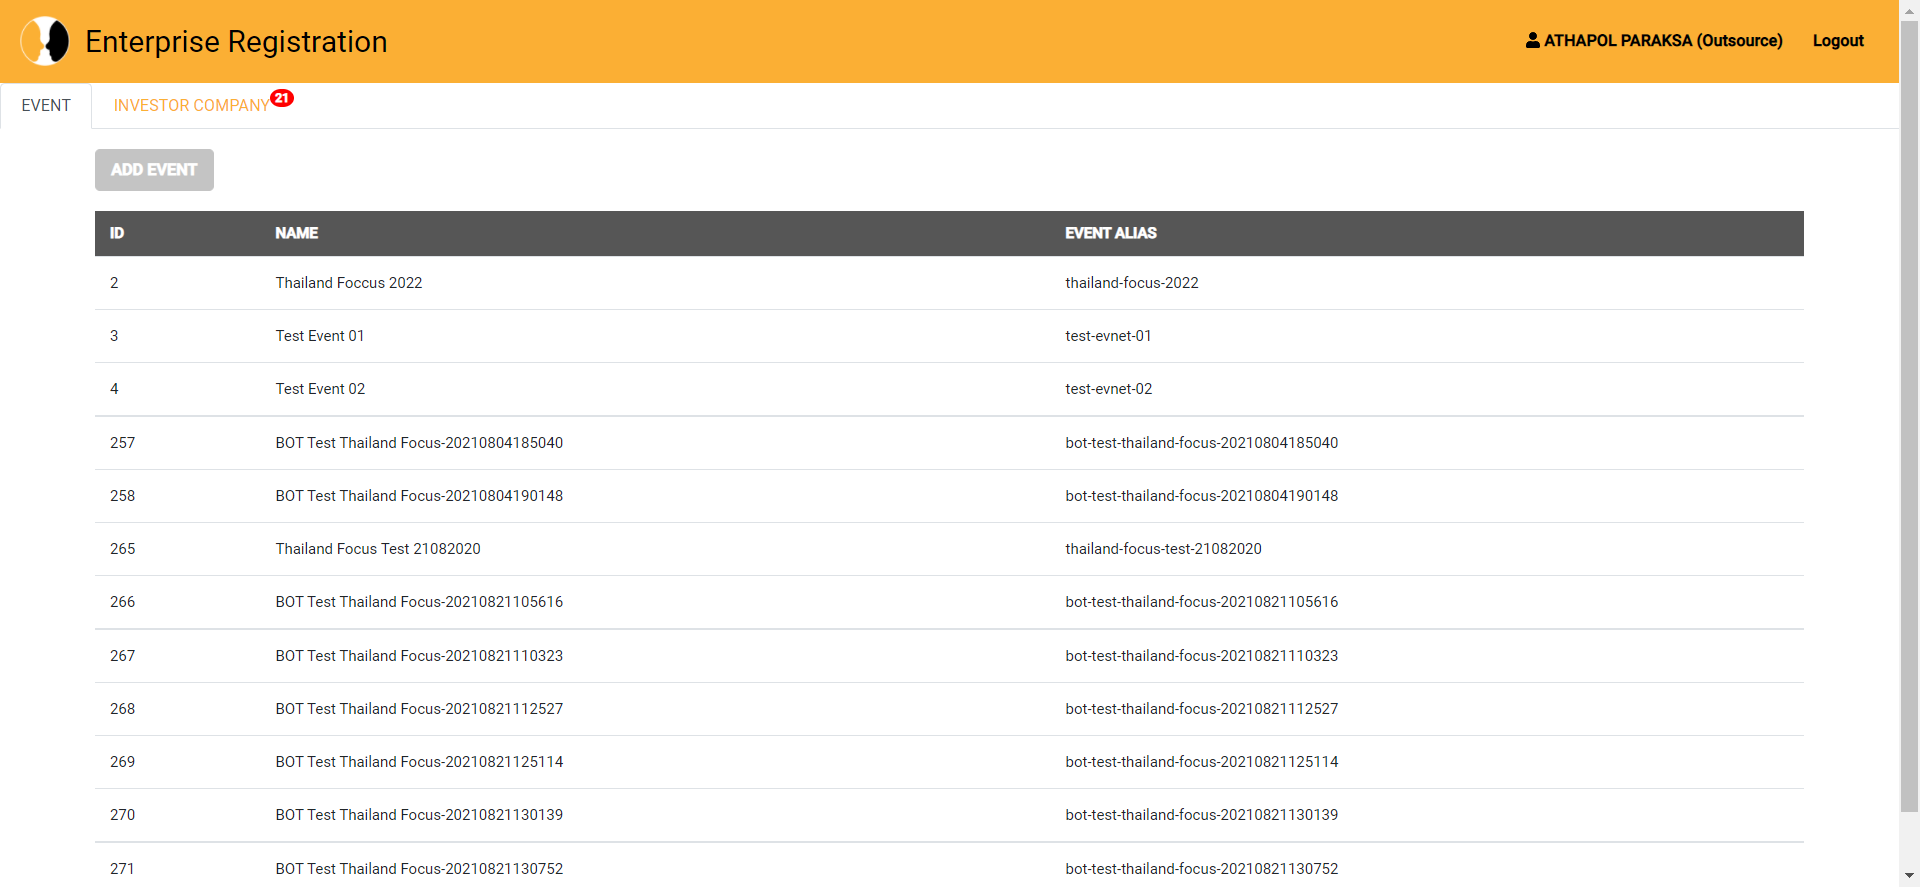 Enterprise Registration
ATHAPOL PARAKSA (Outsource) Logout
EVENT INVESTOR COMPANY 21
ADD EVENT
ID NAME EVENT ALIAS
2 Thailand Foccus 2022 thailand-focus-2022
3 Test Event 01 test-evnet-01
4 Test Event 02 test-evnet-02
257 BOT Test Thailand Focus-20210804185040 bot-test-thailand-focus-20210804185040
258 BOT Test Thailand Focus-20210804190148 bot-test-thailand-focus-20210804190148
265 Thailand Focus Test 21082020 thailand-focus-test-21082020
266 BOT Test Thailand Focus-20210821105616 bot-test-thailand-focus-20210821105616
267 BOT Test Thailand Focus-20210821110323 bot-test-thailand-focus-20210821110323
268 BOT Test Thailand Focus-20210821112527 bot-test-thailand-focus-20210821112527
269 BOT Test Thailand Focus-20210821125114 bot-test-thailand-focus-20210821125114
270 BOT Test Thailand Focus-20210821130139 bot-test-thailand-focus-20210821130139
271 BOT Test Thailand Focus-20210821130752 bot-test-thailand-focus-20210821130752